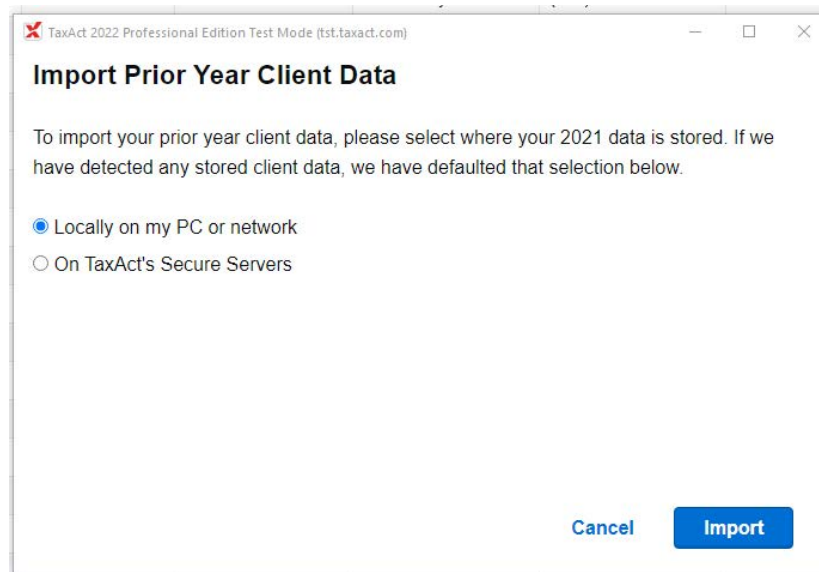 TaxAct 2022 Professional Edition Test Mode (tst.taxact.com)
Import Prior Year Client Data
To import your prior year client data, please select where your 2021 data is stored. If we
have detected any stored client data, we have defaulted that selection below.
Locally on my PC or network
On TaxAct's Secure Servers
Cancel
Import